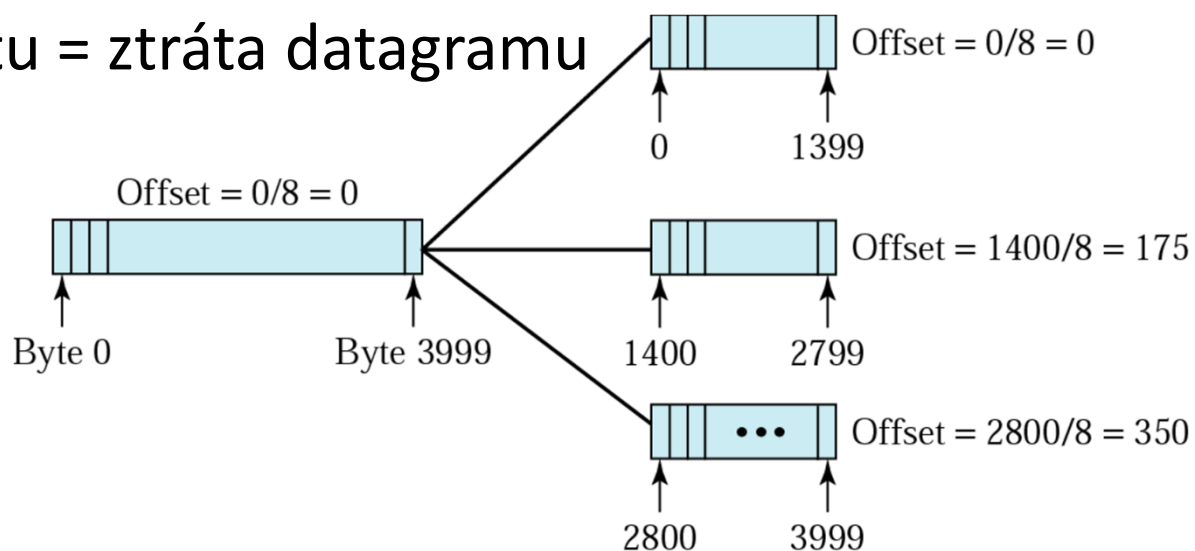 tu = ztráta datagramu
Offset = 0/8 = 0
0 1399
Offset = 0/8 = 0
Byte 0 Byte 3999
Offset = 1400/8 = 175
1400 2799
Offset = 2800/8 = 350
2800 3999